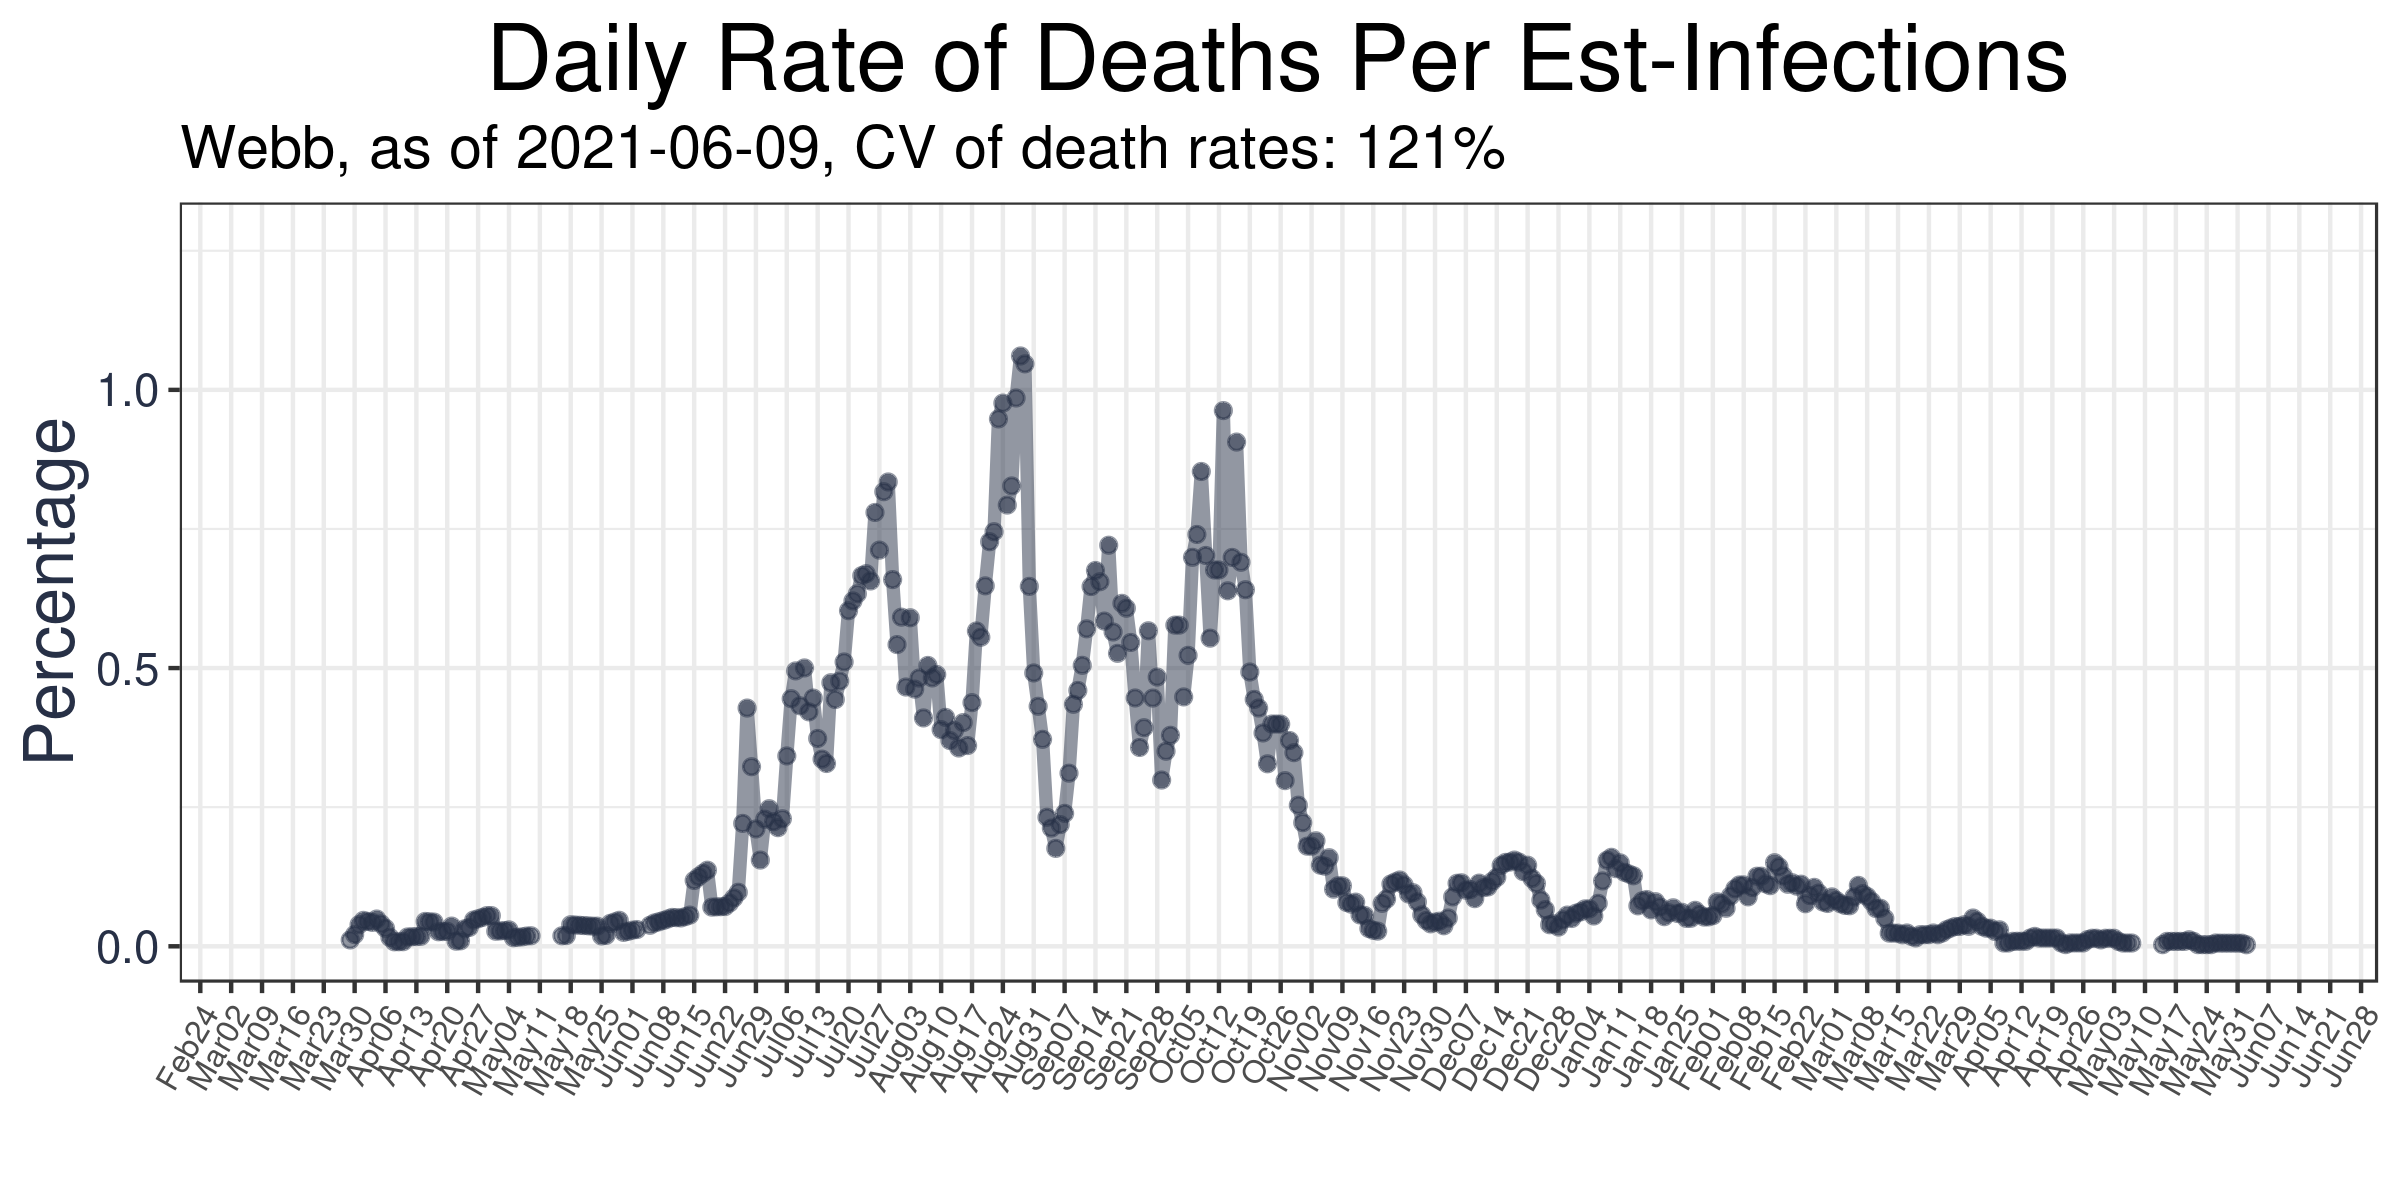 Daily Rate of Deaths Per Est-Infections
Webb, as of 2021-06-09, CV of death rates: 121%
Percentage
1.0
0.5
0.0
Feb24
Mar02
Mar09
Mar16
Mar23
Mar30
Apr06
Apr13
Apr20
Apr27
May04
May11
May18
May25
Jun01
Jun08
Jun15
Jun22
Jun29
Jul06
Jul13
Jul20
Jul27
Aug03
Aug10
Aug17
Aug24
Aug31
Sep07
Sep14
Sep21
Sep28
Oct05
Oct12
Oct19
Oct26
Nov02
Nov09
Nov16
Nov23
Nov30
Dec07
Dec14
Dec21
Dec28
Jan04
Jan11
Jan18
Jan25
Feb01
Feb08
Feb15
Feb22
Mar01
Mar08
Mar15
Mar22
Mar29
Apr05
Apr12
Apr19
Apr26
May03
May10
May17
May24
May31
Jun07
Jun14
Jun21
Jun28